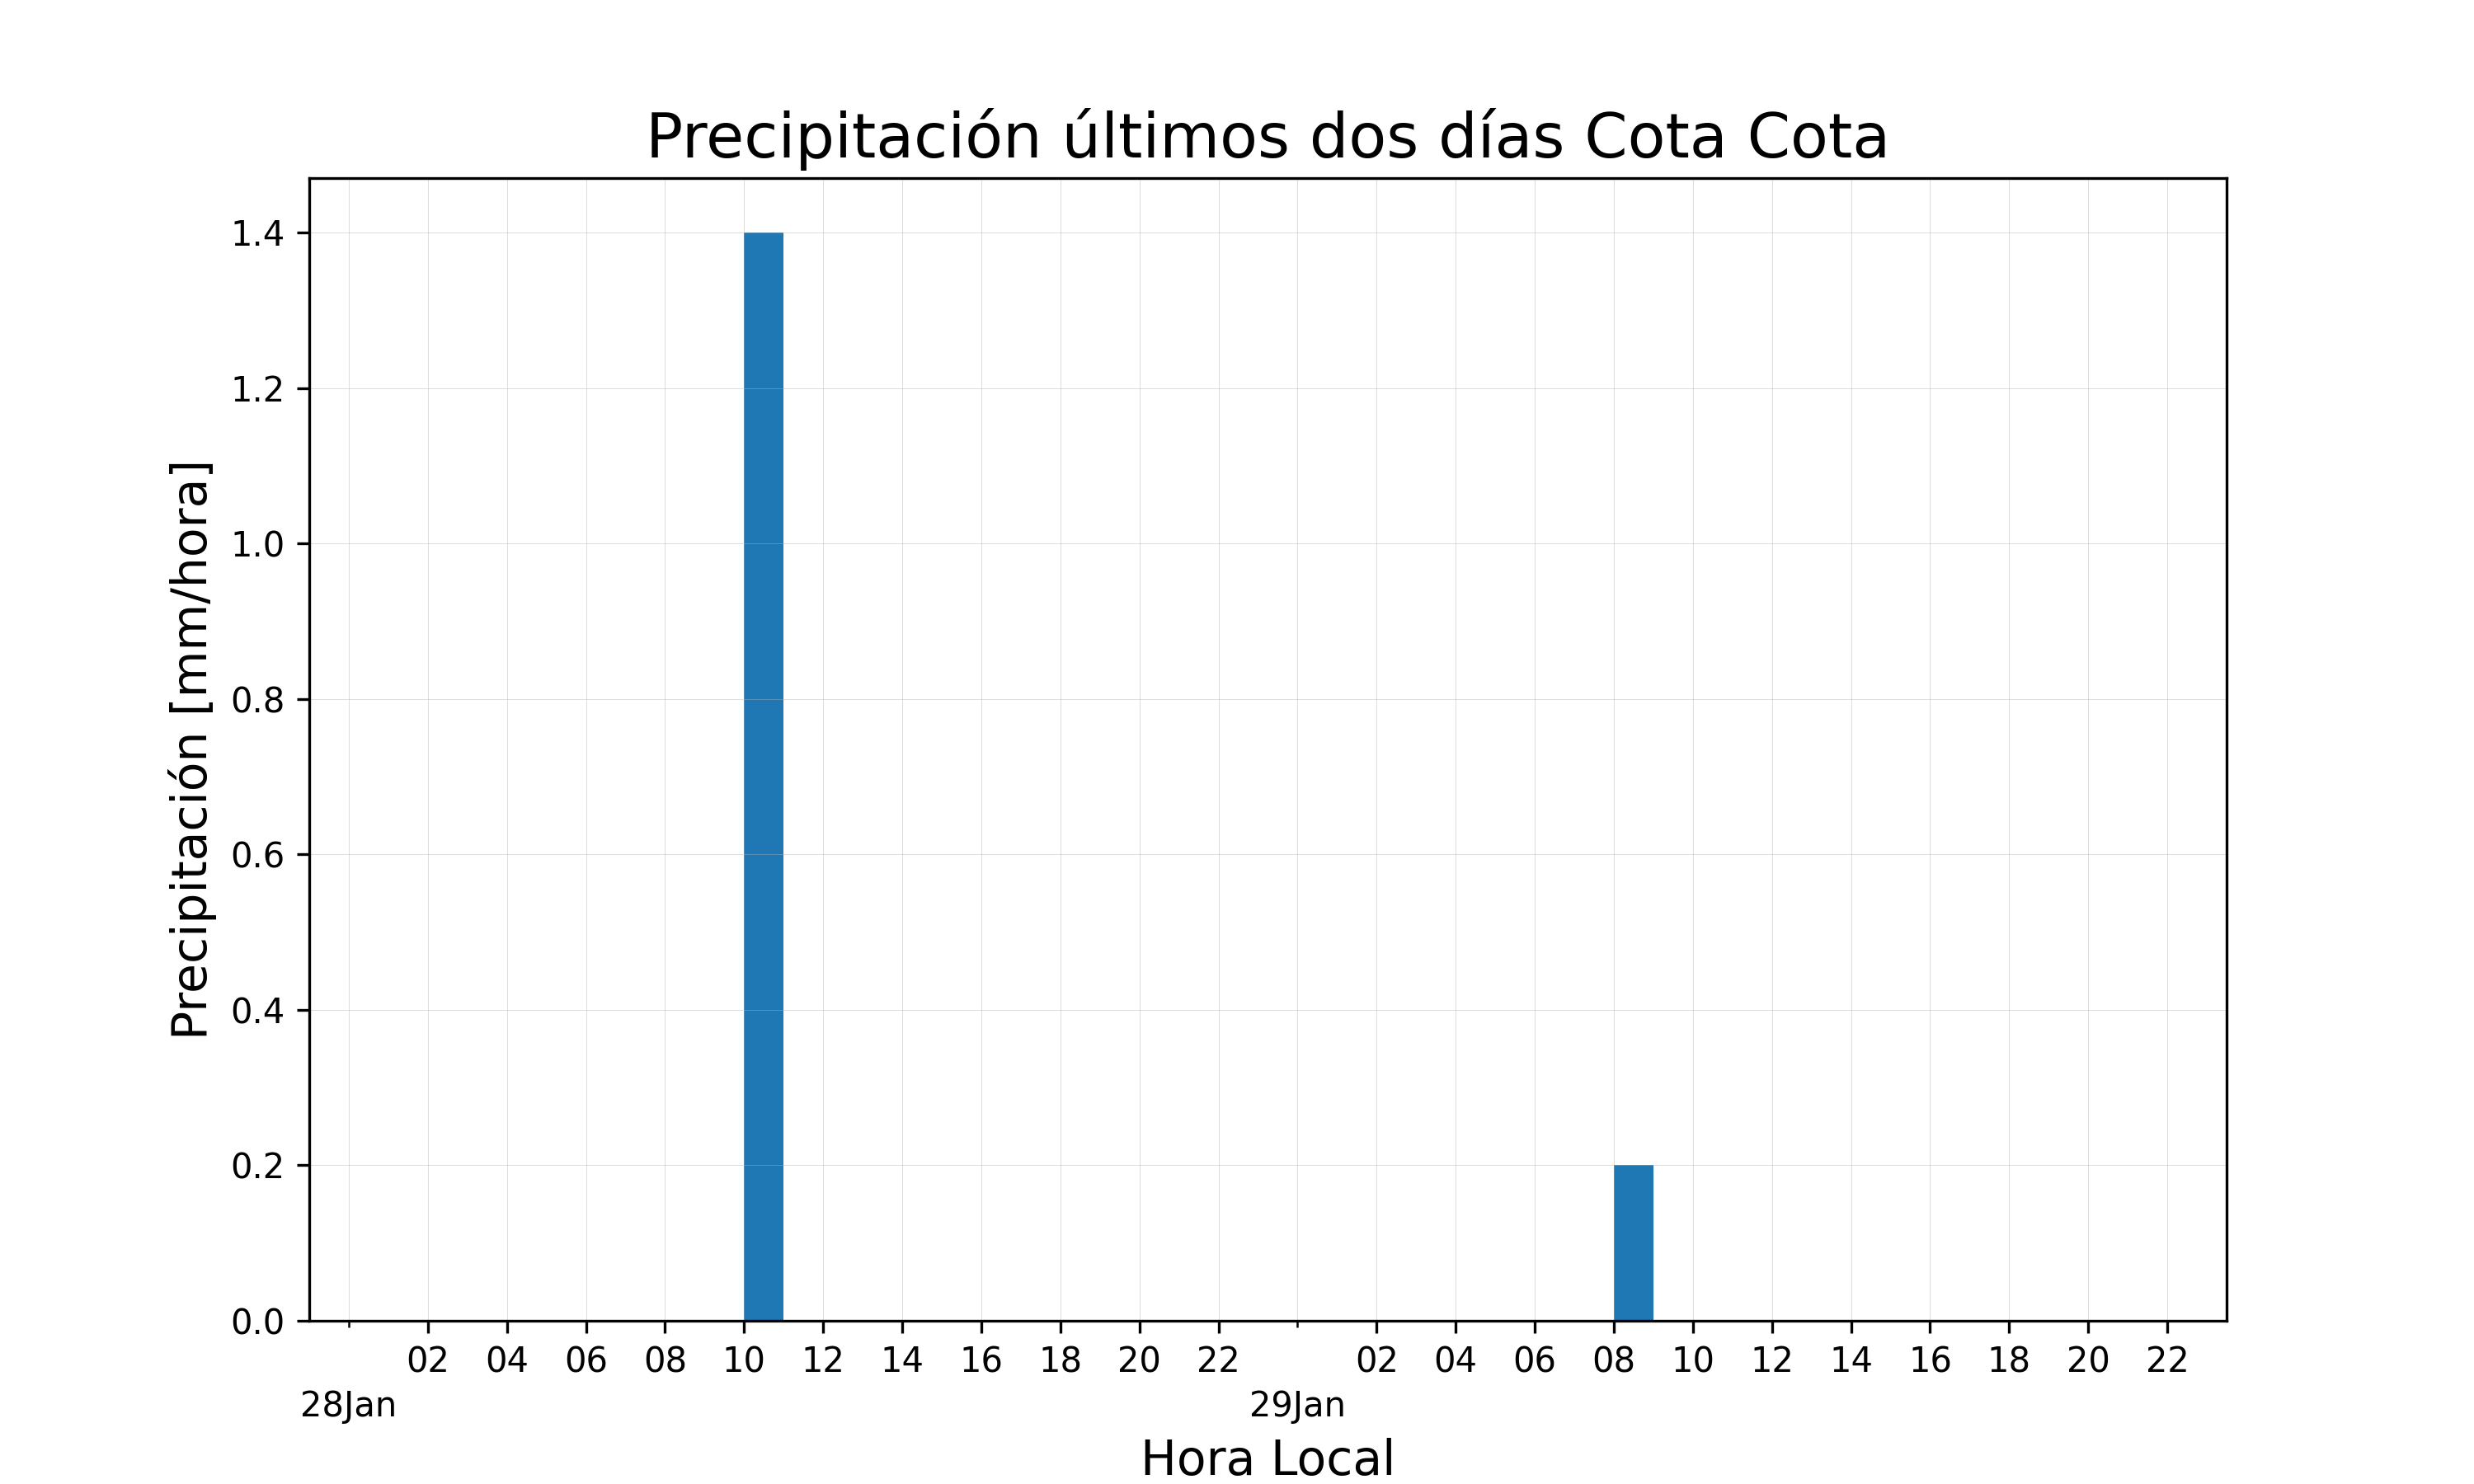 Precipitación últimos dos días Cota Cota
Precipitación [mm/hora]
1.4
1.2
1.0
0.8
0.6
0.4
0.2
0.0
02 04 06 08 10 12 14 16 18 20 22 02 04 06 08 10 12 14 16 18 20 22
28Jan 29Jan
Hora Local